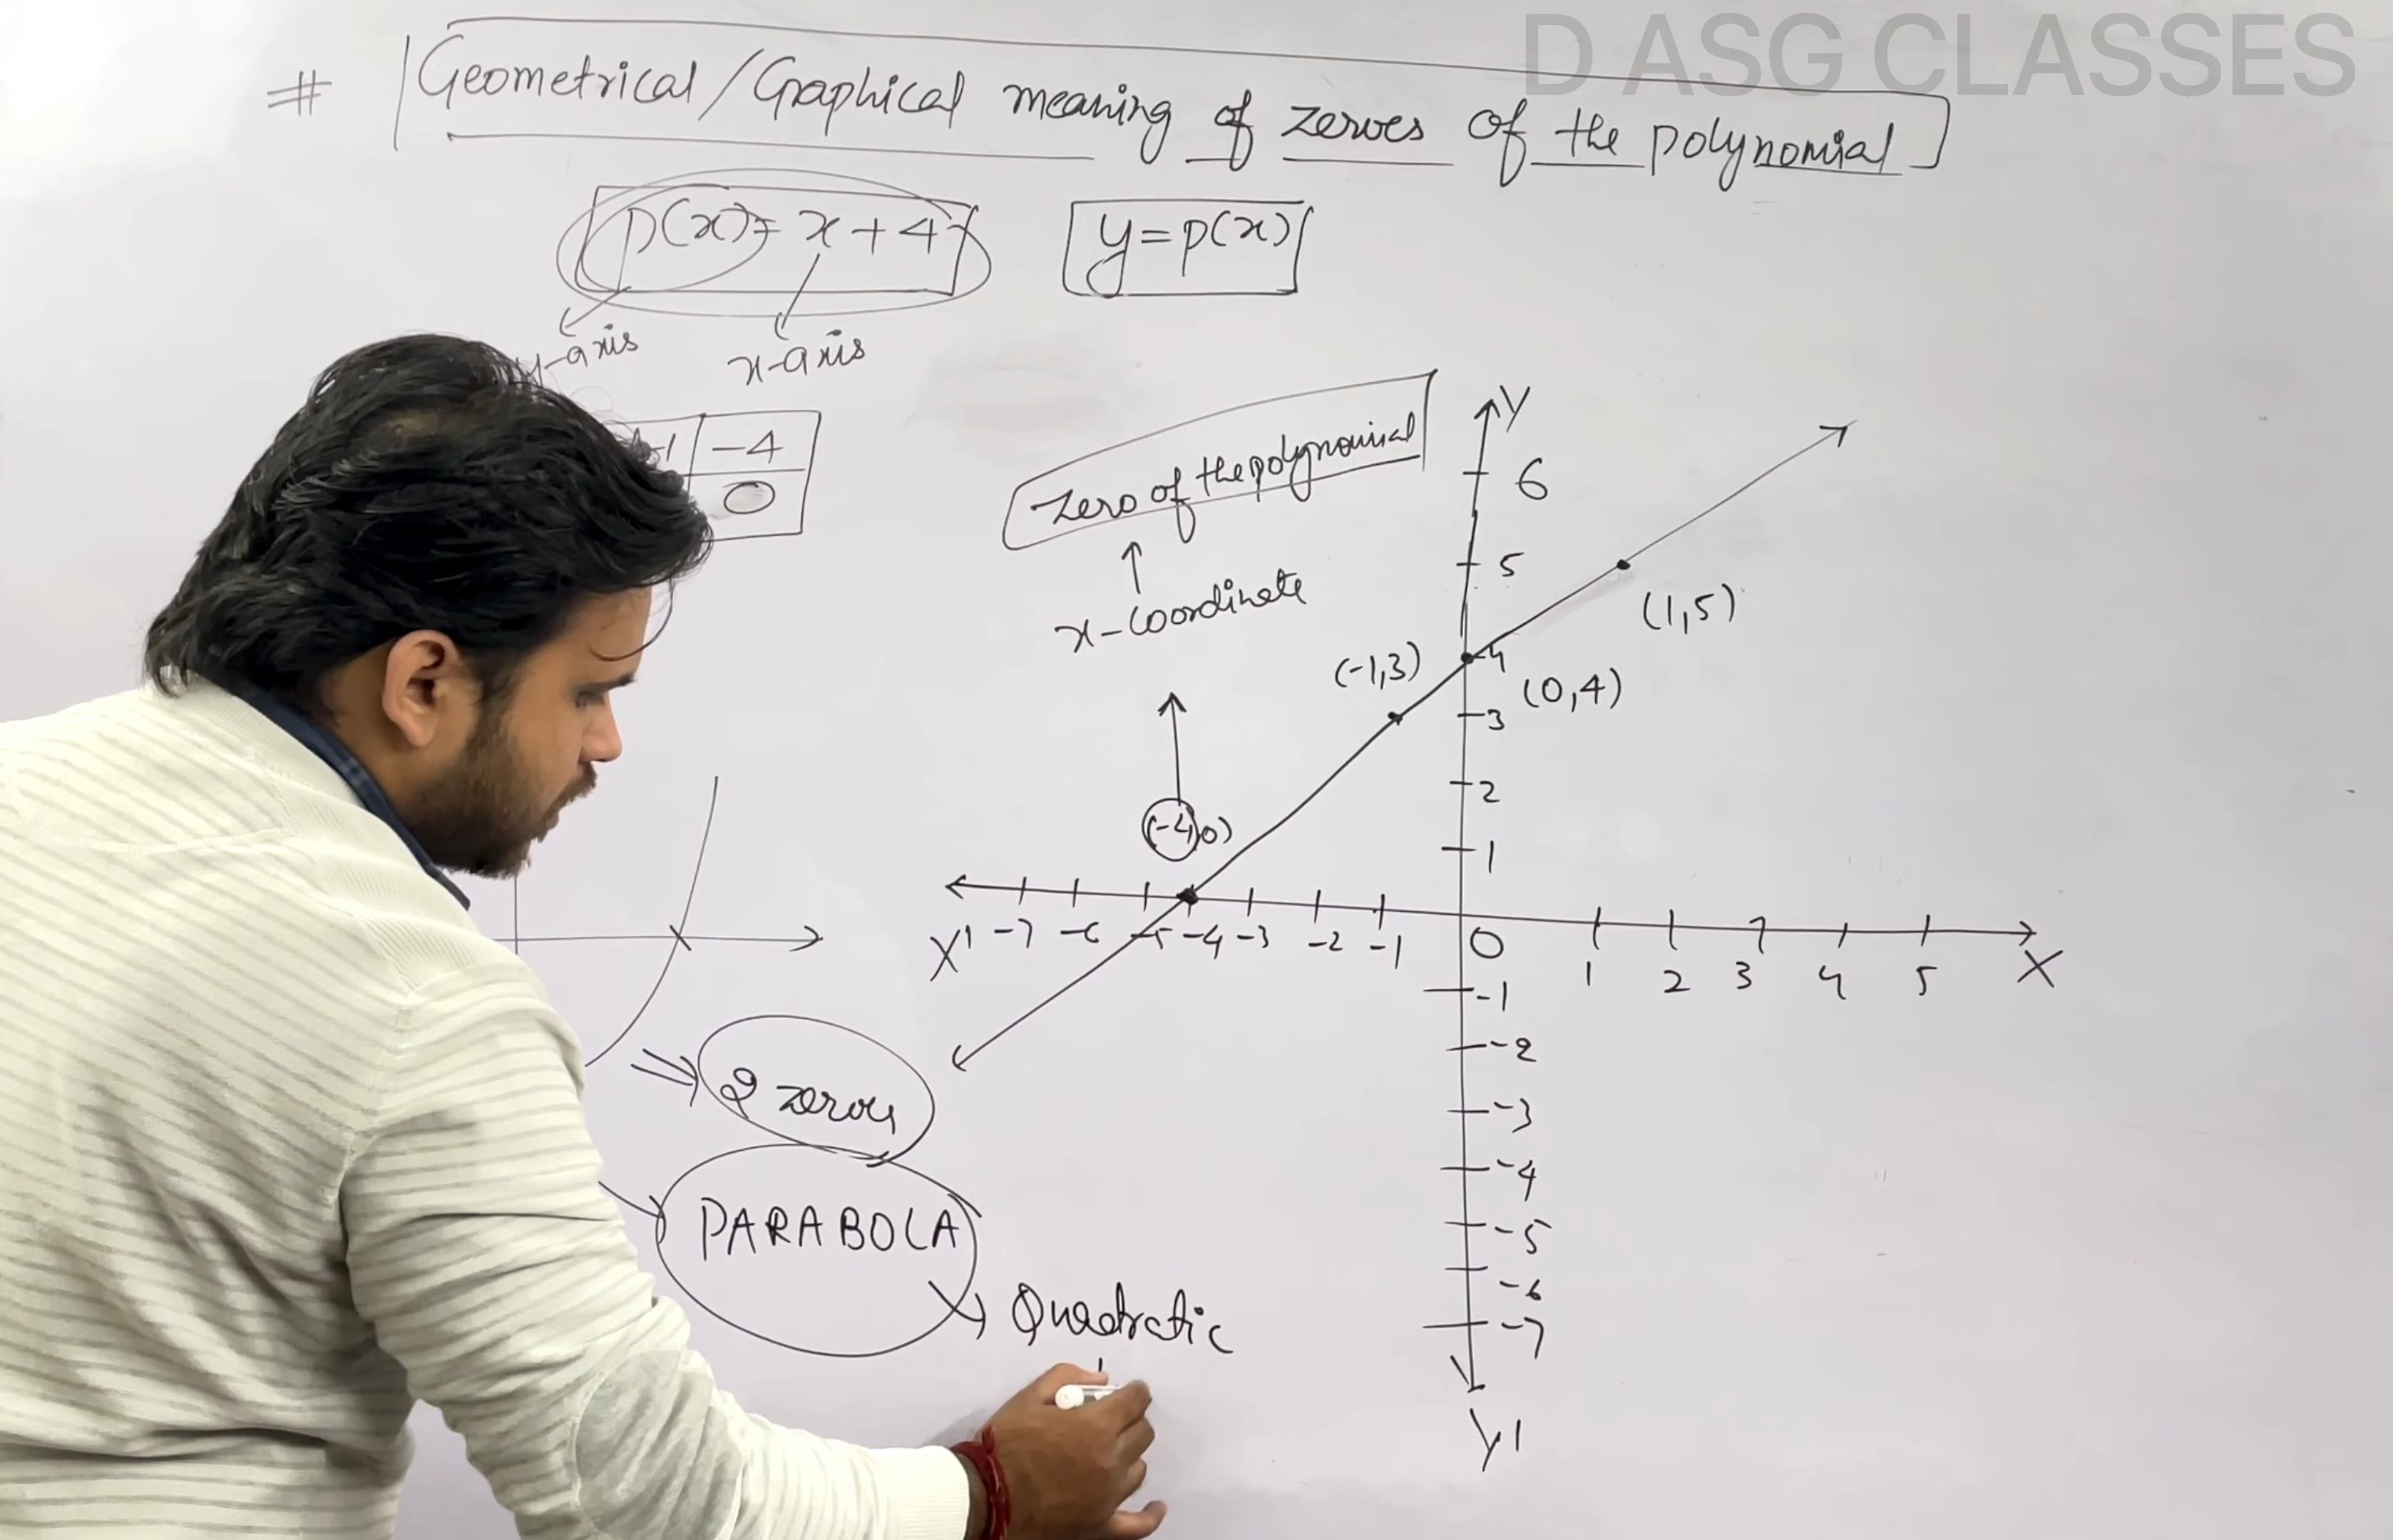 D ASG CLASSES
# Geometrical/Graphical meaning of zeroes of the polynomial
p(x) = x + 4
y = p(x)
y-axis
x-axis
-1 -4
0
Zero of the polynomial
↑
x-coordinate
Y
6
5
(1,5)
4
(-1,3)
(0,4)
3
2
(-4,0)
1
X' -7 -6 -5 -4 -3 -2 -1 0 1 2 3 4 5 X
-1
-2
-3
-4
-5
-6
-7
Y'
⇒ 2 zeroes
PARABOLA
→ Quadratic